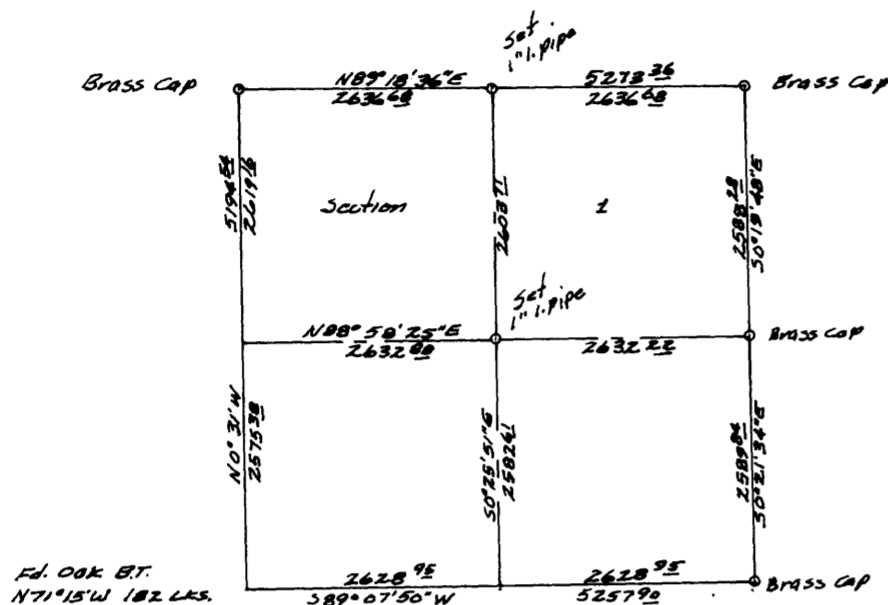 Set
1" I. pipe
Brass Cap
N89° 18' 36" E
5273 36
Brass Cap
2636 68
2636 68
5194 54
2619 16
Section
2603 71
1
2588 28
S0° 19' 48" E
Set
1" I. pipe
N88° 58' 25" E
2632 88
2632 22
Brass Cap
N0° 31' W
2575 38
S0° 25' 51" E
2582 61
2589 84
S0° 21' 34" E
Fd. Oak B.T.
N71° 15' W 182 LKS.
2628 95
2628 95
Brass Cap
S89° 07' 50" W
5257 90